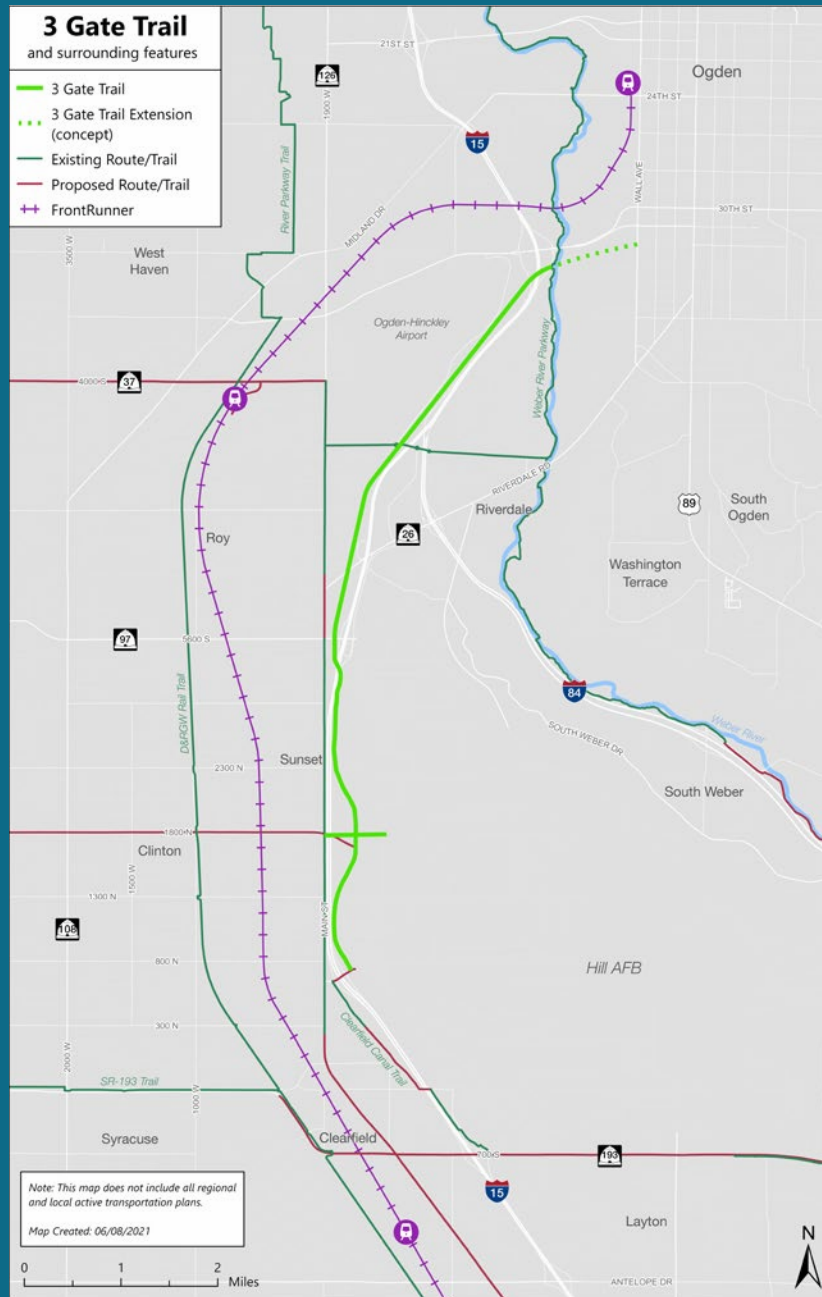 3 Gate Trail
and surrounding features
3 Gate Trail
3 Gate Trail Extension
(concept)
Existing Route/Trail
Proposed Route/Trail
FrontRunner
21ST ST
Ogden
126
24TH ST
1900 W
15
River Parkway Trail
WALL AVE
MIDLAND DR
30TH ST
3500 W
West
Haven
Ogden-Hinckley
Airport
Weber River Parkway
4000 S
37
RIVERDALE RD
Riverdale
89
South
Ogden
26
Roy
Washington
Terrace
97
5600 S
84
D&RGW Rail Trail
SOUTH WEBER DR
Weber River
Sunset
2300 N
South Weber
1800 N
Clinton
1500 W
1300 N
MAIN ST
108
800 N
Hill AFB
300 N
Clearfield Canal Trail
2000 W
SR-193 Trail
1000 W
Syracuse
Clearfield
700 S
193
15
Note: This map does not include all regional
and local active transportation plans.
Map Created: 06/08/2021
Layton
N
0 1 2
Miles
ANTELOPE DR